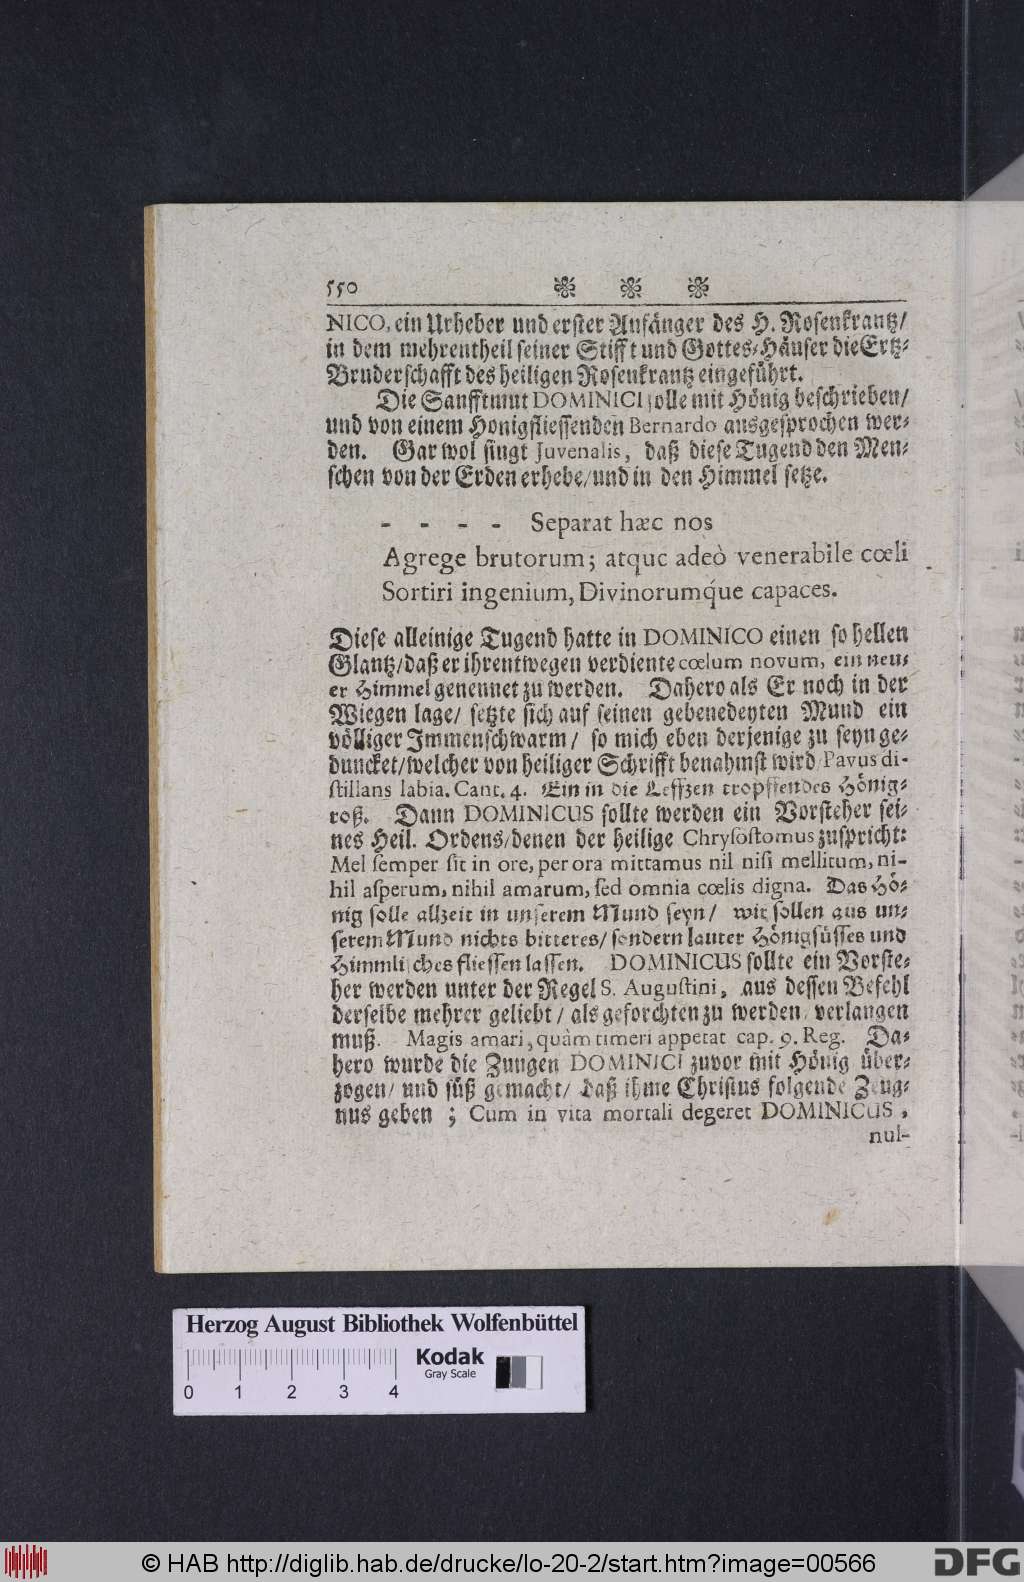 550
NICO, ein Urheber und erster Anfänger des H. Rosenkrantz/
in dem mehrentheil seiner Stifft und Gottes-Häuser die Ertz-
Bruderschafft des heiligen Rosenkrantz eingeführt.
Die Sanfftmut DOMINICI solle mit Hönig beschrieben/
und von einem Honigfliessenden Bernardo ausgesprochen wer-
den. Gar wol singt Juvenalis, daß diese Tugend den Men-
schen von der Erden erhebe/ und in den Himmel setze.
- - - - Separat hæc nos
Agrege brutorum; atque adeò venerabile cœli
Sortiri ingenium, Divinorumq́ue capaces.
Diese alleinige Tugend hatte in DOMINICO einen so hellen
Glantz/ daß er ihrentwegen verdiente cœlum novum, ein neu-
er Himmel genennet zu werden. Dahero als Er noch in der
Wiegen lage/ setzte sich auf seinen gebenedeyten Mund ein
völliger Immenschwarm/ so mich eben derjenige zu seyn ge-
duncket/ welcher von heiliger Schrifft benahmst wird Favus di-
stillans labia. Cant. 4. Ein in die Leffzen tropffendes Hönig-
roß. Dann DOMINICUS sollte werden ein Vorsteher sei-
nes Heil. Ordens/ denen der heilige Chrysostomus zuspricht:
Mel semper sit in ore, per ora mittamus nil nisi mellitum, ni-
hil asperum, nihil amarum, sed omnia cœlis digna. Das Hö-
nig solle allzeit in unserem Mund seyn/ wir sollen aus un-
serem Mund nichts bitteres/ sondern lauter Hönigsüsses und
Himmlisches fliessen lassen. DOMINICUS sollte ein Vorste-
her werden unter der Regel S. Augustini, aus dessen Befehl
derselbe mehrer geliebt/ als geforchten zu werden/ verlangen
muß. Magis amari, quàm timeri appetat cap. 9. Reg. Da-
hero wurde die Zungen DOMINICI zuvor mit Hönig über-
zogen/ und süß gemacht/ daß ihme Christus folgende Zeug-
nus geben; Cum in vita mortali degeret DOMINICUS,
nul-
Herzog August Bibliothek Wolfenbüttel
Kodak
Gray Scale
0 1 2 3 4
© HAB http://diglib.hab.de/drucke/lo-20-2/start.htm?image=00566
DFG